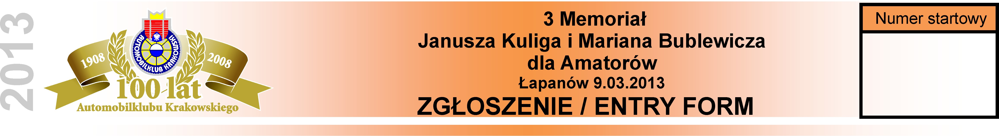 2013
1908
2008
AUTOMOBILKLUB KRAKOWSKI
100 lat
Automobilklubu Krakowskiego
3 Memoriał
Janusza Kuliga i Mariana Bublewicza
dla Amatorów
Łapanów 9.03.2013
ZGŁOSZENIE / ENTRY FORM
Numer startowy